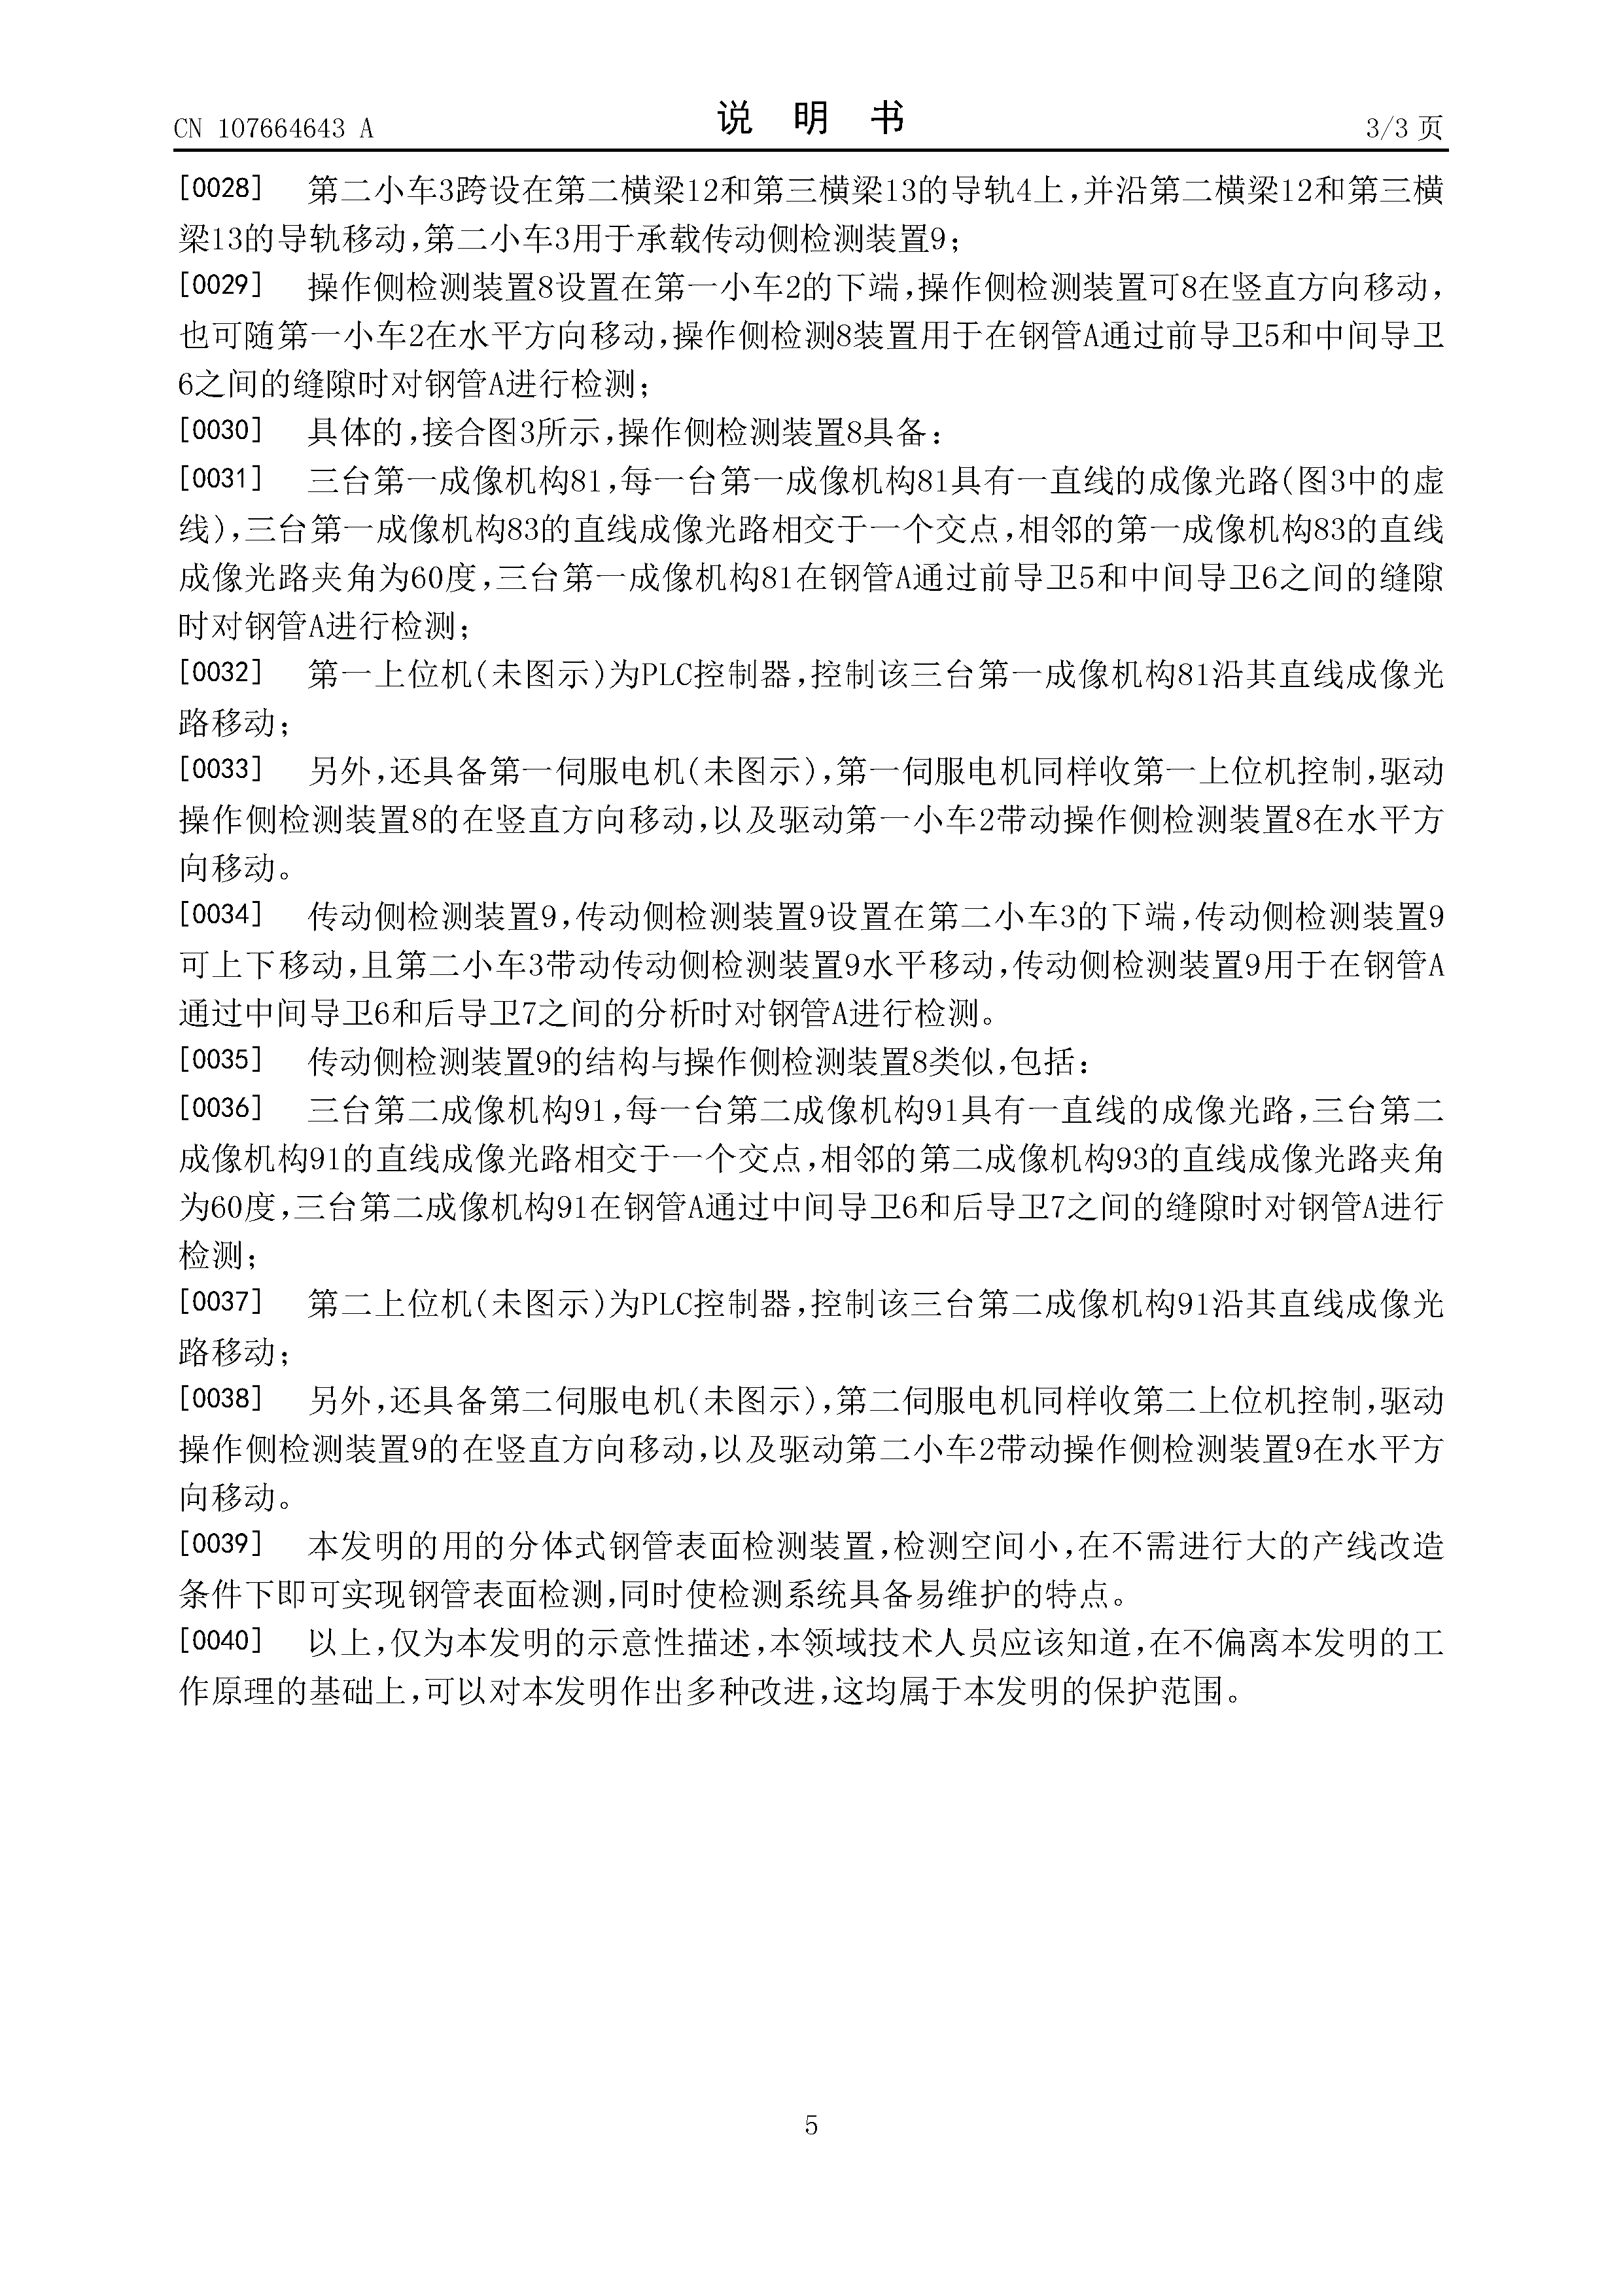 CN 107664643 A
说 明 书
3/3 页
[0028] 第二小车3跨设在第二横梁12和第三横梁13的导轨4上,并沿第二横梁12和第三横
梁13的导轨移动,第二小车3用于承载传动侧检测装置9;
[0029] 操作侧检测装置8设置在第一小车2的下端,操作侧检测装置可8在竖直方向移动,
也可随第一小车2在水平方向移动,操作侧检测8装置用于在钢管A通过前导卫5和中间导卫
6之间的缝隙时对钢管A进行检测;
[0030] 具体的,接合图3所示,操作侧检测装置8具备:
[0031] 三台第一成像机构81,每一台第一成像机构81具有一直线的成像光路(图3中的虚
线),三台第一成像机构83的直线成像光路相交于一个交点,相邻的第一成像机构83的直线
成像光路夹角为60度,三台第一成像机构81在钢管A通过前导卫5和中间导卫6之间的缝隙
时对钢管A进行检测;
[0032] 第一上位机(未图示)为PLC控制器,控制该三台第一成像机构81沿其直线成像光
路移动;
[0033] 另外,还具备第一伺服电机(未图示),第一伺服电机同样收第一上位机控制,驱动
操作侧检测装置8的在竖直方向移动,以及驱动第一小车2带动操作侧检测装置8在水平方
向移动。
[0034] 传动侧检测装置9,传动侧检测装置9设置在第二小车3的下端,传动侧检测装置9
可上下移动,且第二小车3带动传动侧检测装置9水平移动,传动侧检测装置9用于在钢管A
通过中间导卫6和后导卫7之间的分析时对钢管A进行检测。
[0035] 传动侧检测装置9的结构与操作侧检测装置8类似,包括:
[0036] 三台第二成像机构91,每一台第二成像机构91具有一直线的成像光路,三台第二
成像机构91的直线成像光路相交于一个交点,相邻的第二成像机构93的直线成像光路夹角
为60度,三台第二成像机构91在钢管A通过中间导卫6和后导卫7之间的缝隙时对钢管A进行
检测;
[0037] 第二上位机(未图示)为PLC控制器,控制该三台第二成像机构91沿其直线成像光
路移动;
[0038] 另外,还具备第二伺服电机(未图示),第二伺服电机同样收第二上位机控制,驱动
操作侧检测装置9的在竖直方向移动,以及驱动第二小车2带动操作侧检测装置9在水平方
向移动。
[0039] 本发明的用的分体式钢管表面检测装置,检测空间小,在不需进行大的产线改造
条件下即可实现钢管表面检测,同时使检测系统具备易维护的特点。
[0040] 以上,仅为本发明的示意性描述,本领域技术人员应该知道,在不偏离本发明的工
作原理的基础上,可以对本发明作出多种改进,这均属于本发明的保护范围。
5